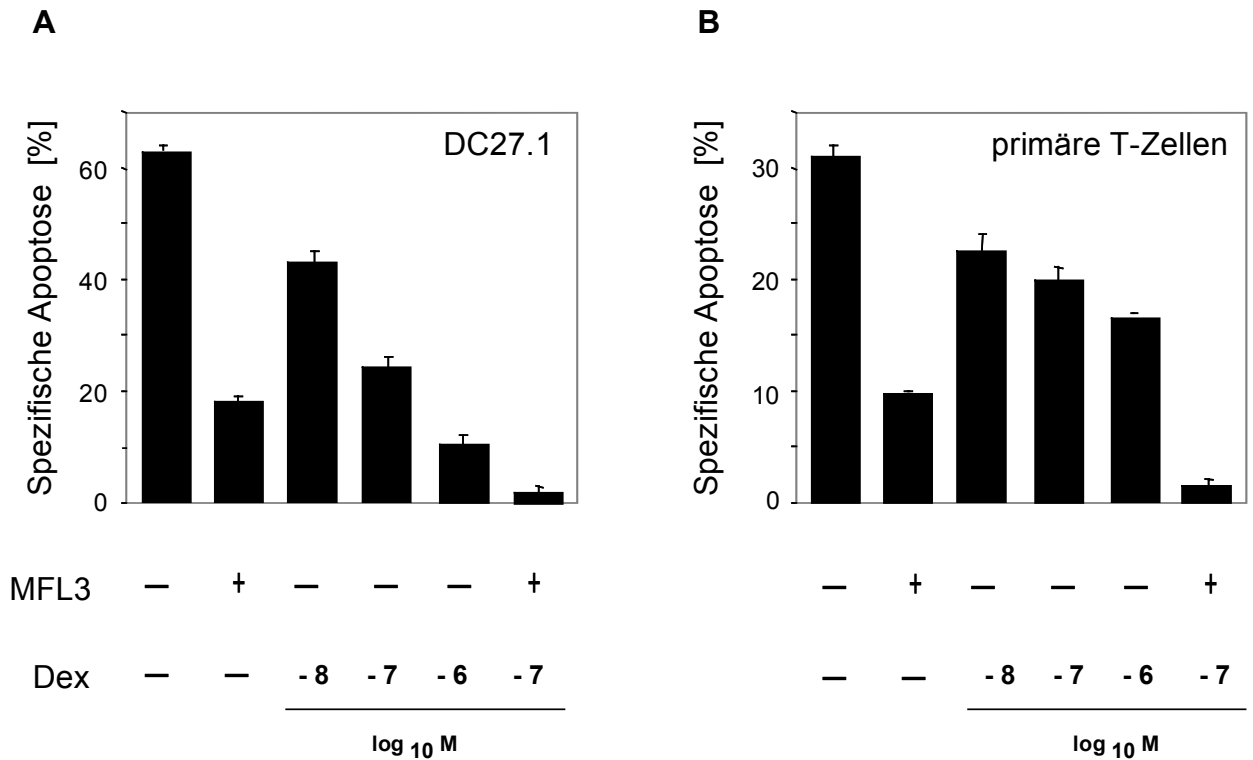 A
B
Spezifische Apoptose [%]
60
40
20
0
DC27.1
Spezifische Apoptose [%]
30
20
10
0
primäre T-Zellen
MFL3 — + — — — + — + — — — +
Dex — — - 8 - 7 - 6 - 7 — — - 8 - 7 - 6 - 7
log 10 M
log 10 M